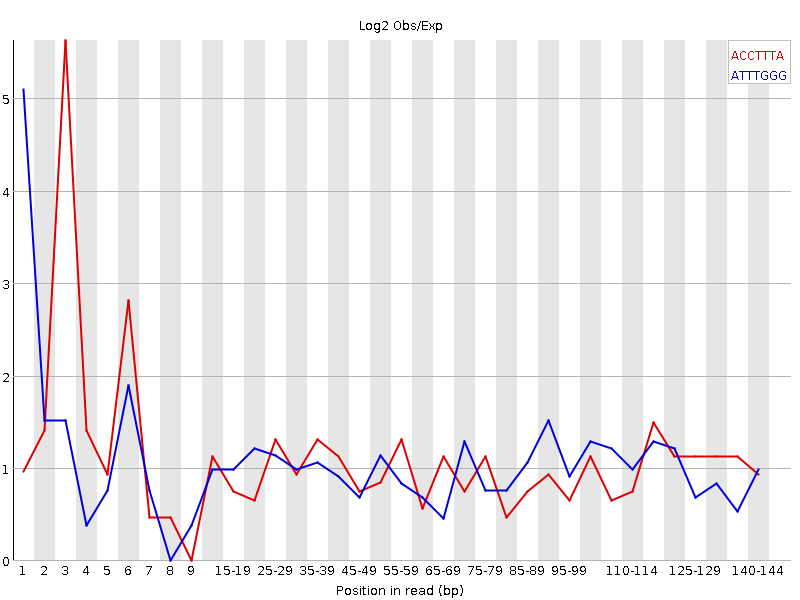 Log2 Obs/Exp
ACCTTTA
ATTTGGG
5
4
3
2
1
0
1 2 3 4 5 6 7 8 9 15-19 25-29 35-39 45-49 55-59 65-69 75-79 85-89 95-99 110-114 125-129 140-144
Position in read (bp)